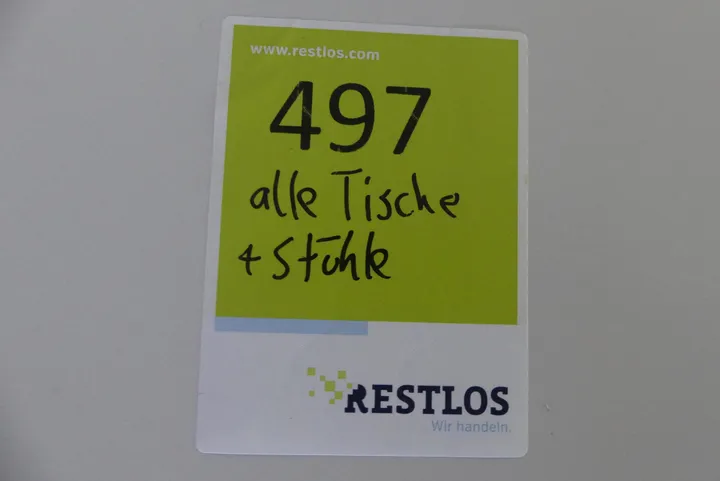 www.restlos.com
497
alle Tische
+ Stühle
RESTLOS
Wir handeln.